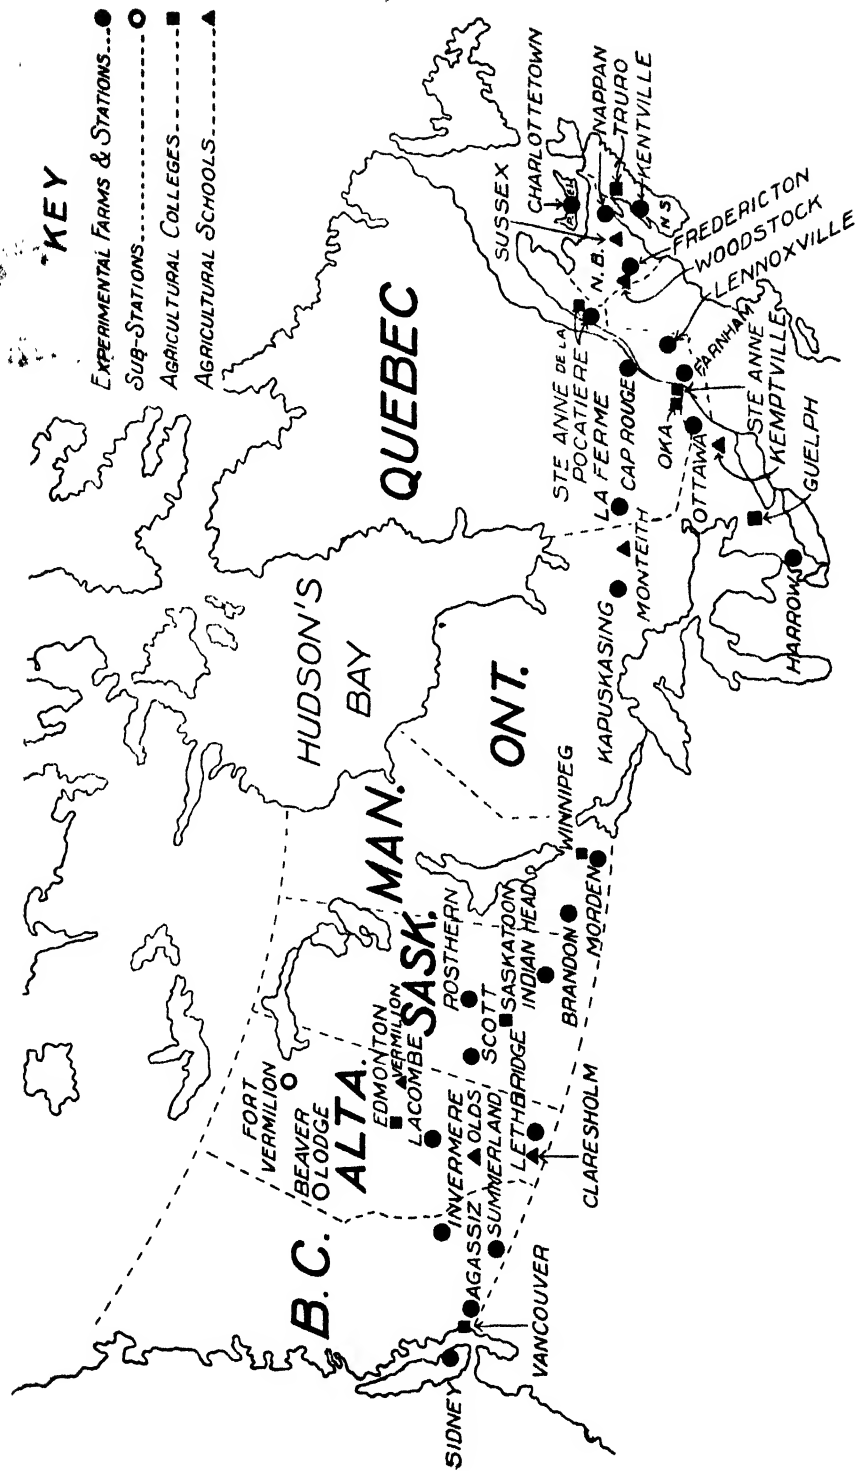 KEY
EXPERIMENTAL FARMS & STATIONS...
SUB-STATIONS
AGRICULTURAL COLLEGES
AGRICULTURAL SCHOOLS
B.C.
ALTA.
SASK.
MAN.
ONT.
QUEBEC
HUDSON'S
BAY
N.B.
P.E.I.
N S
SIDNEY
VANCOUVER
AGASSIZ
SUMMERLAND
INVERMERE
FORT
VERMILION
BEAVER
LODGE
EDMONTON
VERMILION
LACOMBE
OLDS
LETHBRIDGE
CLARESHOLM
SCOTT
ROSTHERN
SASKATOON
INDIAN HEAD
BRANDON
MORDEN
WINNIPEG
KAPUSKASING
MONTEITH
LA FERME
HARROW
GUELPH
OTTAWA
KEMPTVILLE
STE ANNE
OKA
FARNHAM
LENNOXVILLE
CAP ROUGE
STE ANNE DE LA
POCATIERE
WOODSTOCK
FREDERICTON
SUSSEX
CHARLOTTETOWN
NAPPAN
TRURO
KENTVILLE